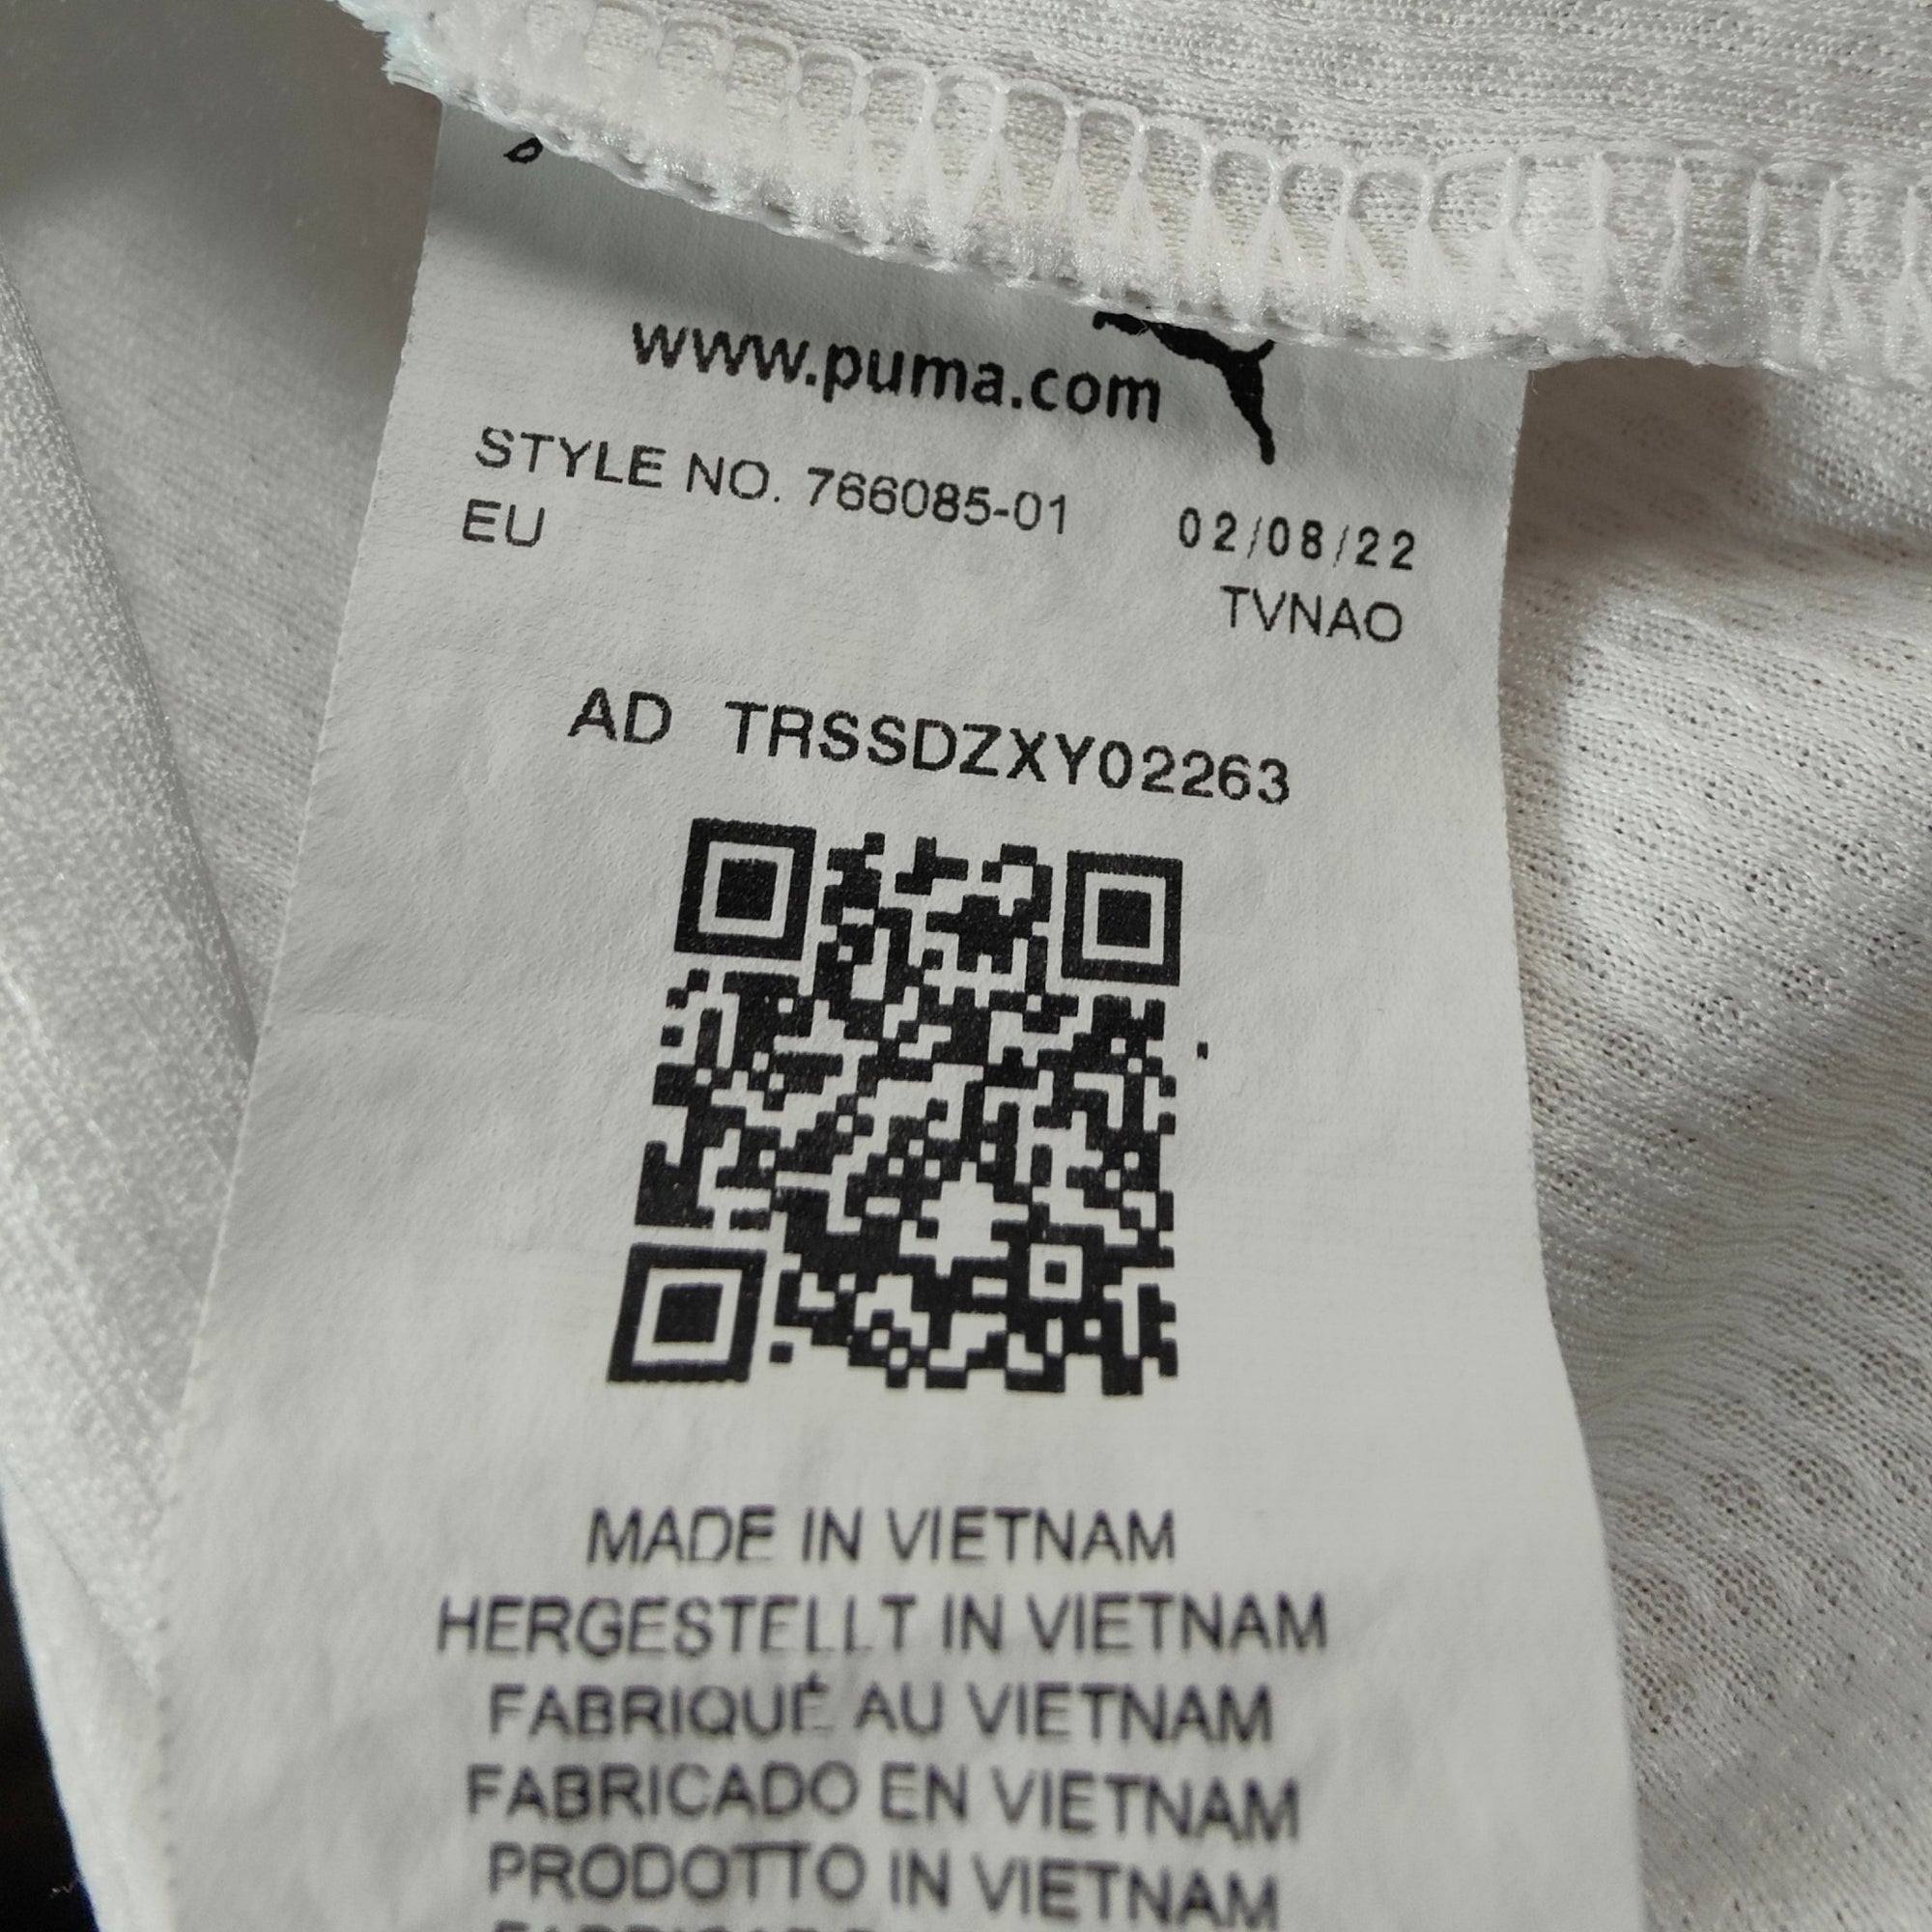 www.puma.com
STYLE NO. 766085-01 02/08/22
EU TVNAO
AD TRSSDZXY02263
MADE IN VIETNAM
HERGESTELLT IN VIETNAM
FABRIQUÉ AU VIETNAM
FABRICADO EN VIETNAM
PRODOTTO IN VIETNAM